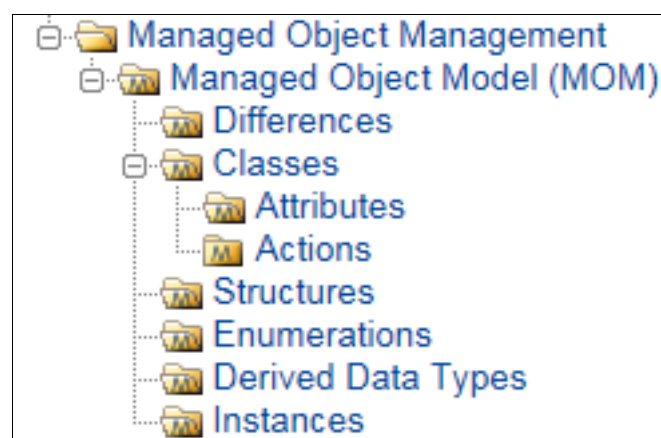 Managed Object Management
Managed Object Model (MOM)
Differences
Classes
Attributes
Actions
Structures
Enumerations
Derived Data Types
Instances